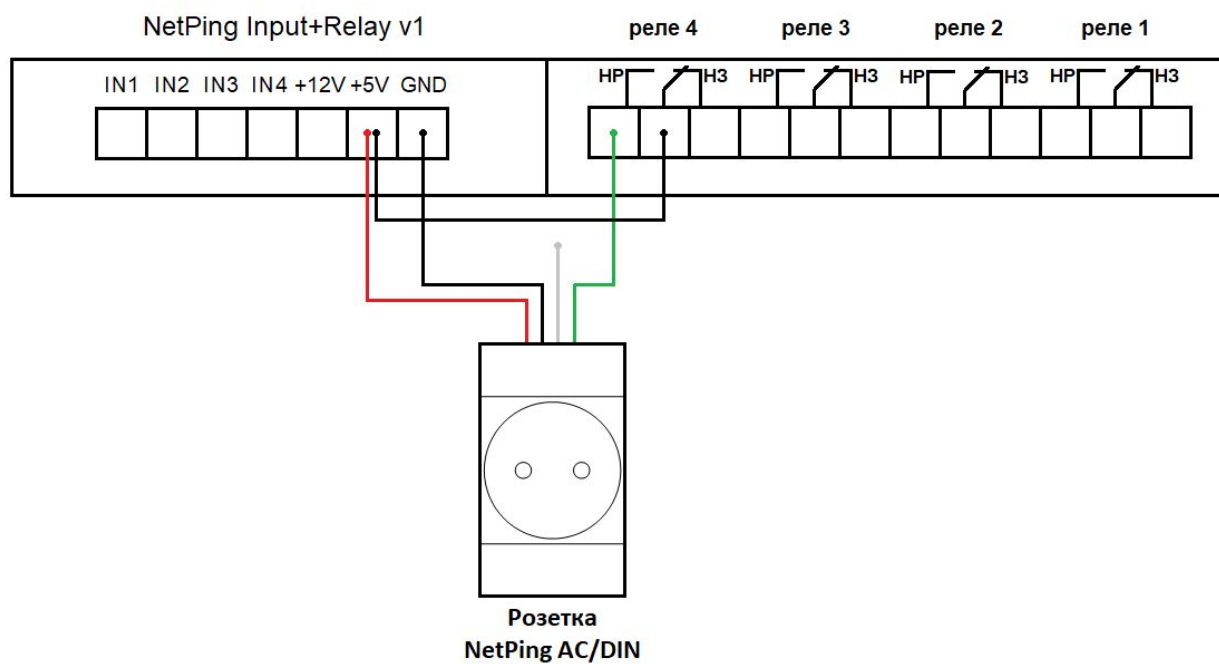 NetPing Input+Relay v1
реле 4 реле 3 реле 2 реле 1
IN1 IN2 IN3 IN4 +12V +5V GND
НР НЗ НР НЗ НР НЗ НР НЗ
Розетка
NetPing AC/DIN